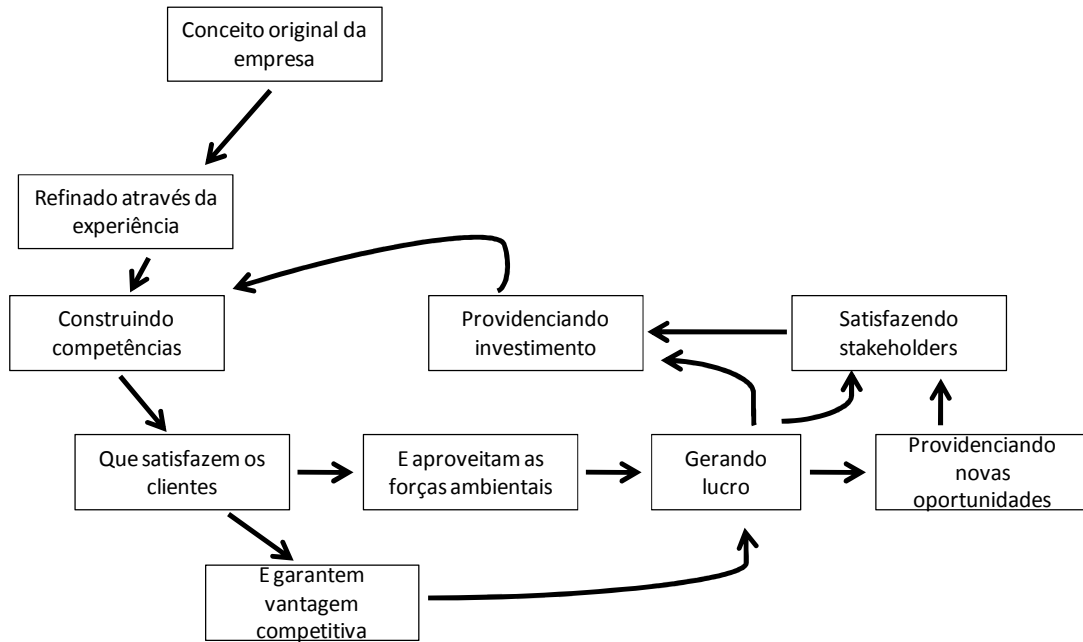 Conceito original da
empresa
Refinado através da
experiência
Construindo
competências
Providenciando
investimento
Satisfazendo
stakeholders
Que satisfazem os
clientes
E aproveitam as
forças ambientais
Gerando
lucro
Providenciando
novas
oportunidades
E garantem
vantagem
competitiva